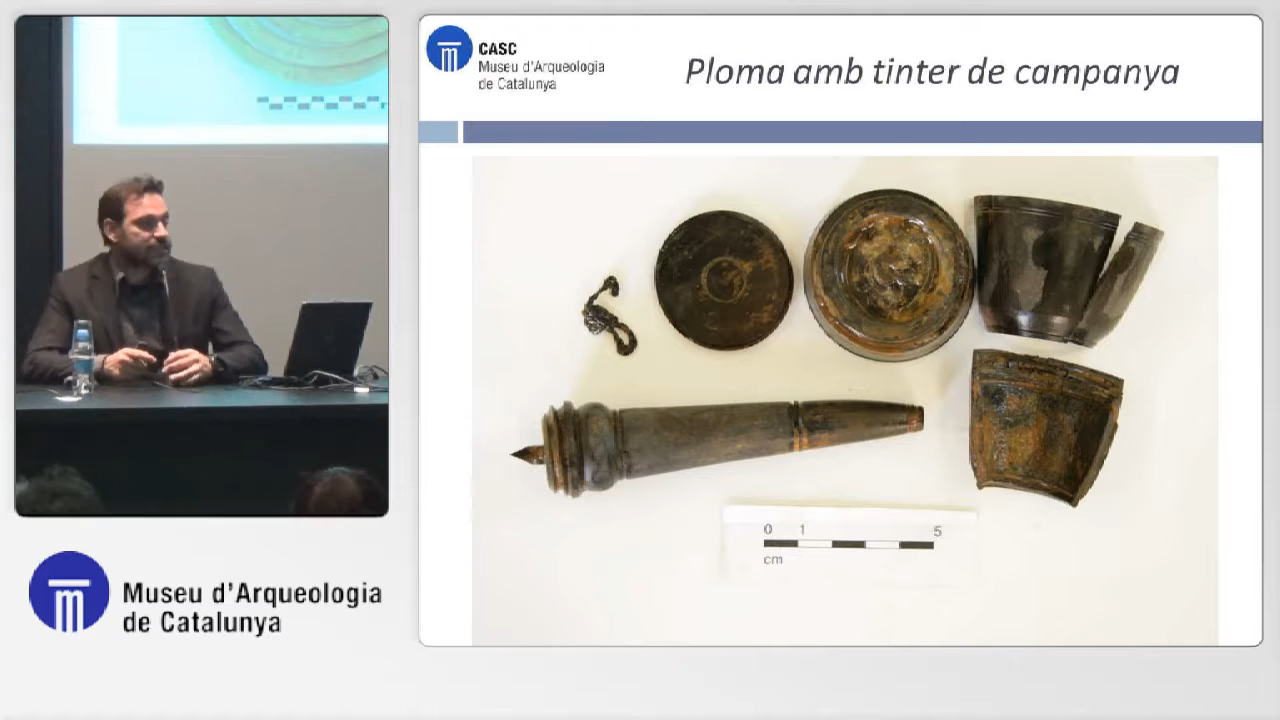 CASC
Museu d'Arqueologia
de Catalunya
Ploma amb tinter de campanya
0 1 5
cm
Museu d'Arqueologia
de Catalunya